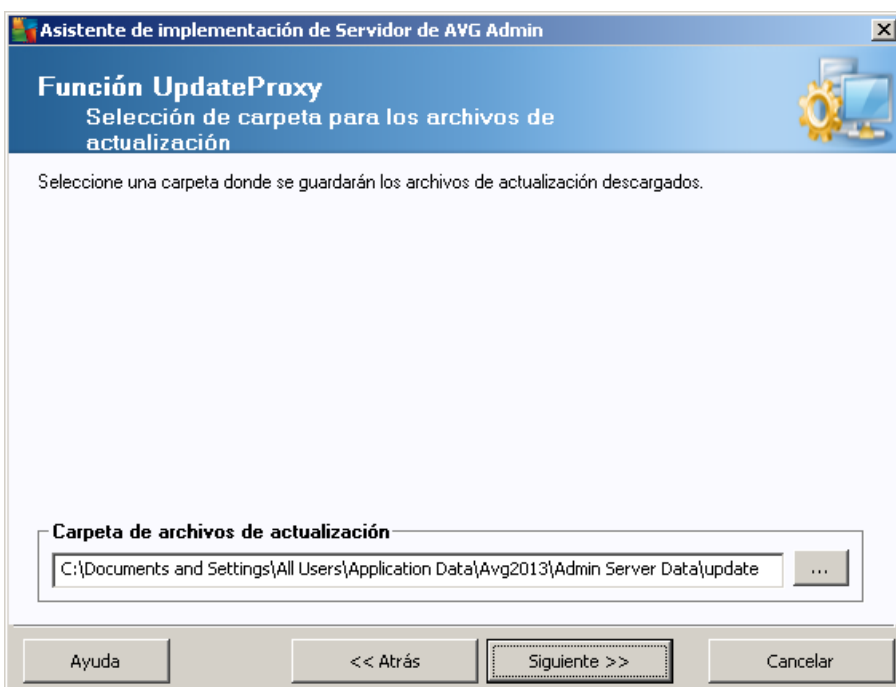 Asistente de implementación de Servidor de AVG Admin
Función UpdateProxy
Selección de carpeta para los archivos de
actualización
Seleccione una carpeta donde se guardarán los archivos de actualización descargados.
Carpeta de archivos de actualización
C:\Documents and Settings\All Users\Application Data\Avg2013\Admin Server Data\update
...
Ayuda
<< Atrás
Siguiente >>
Cancelar